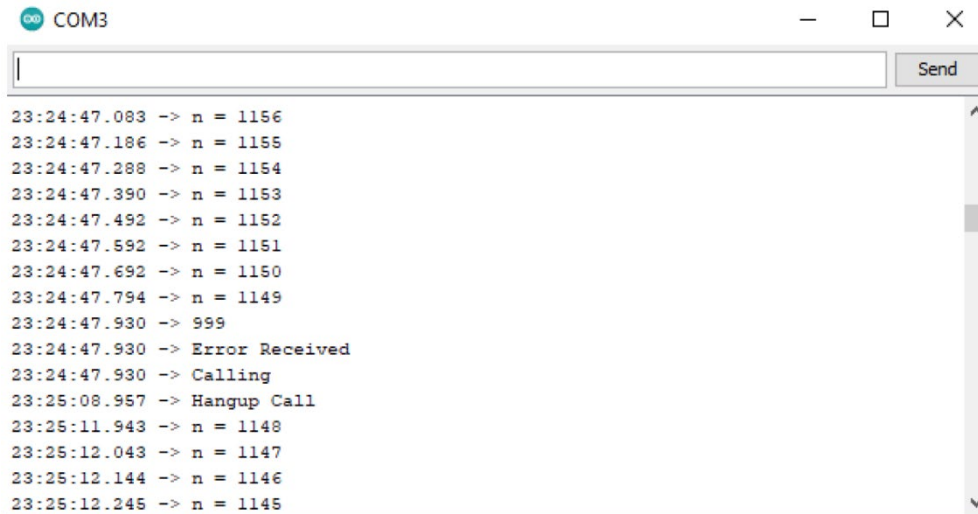 COM3
Send
23:24:47.083 -> n = 1156
23:24:47.186 -> n = 1155
23:24:47.288 -> n = 1154
23:24:47.390 -> n = 1153
23:24:47.492 -> n = 1152
23:24:47.592 -> n = 1151
23:24:47.692 -> n = 1150
23:24:47.794 -> n = 1149
23:24:47.930 -> 999
23:24:47.930 -> Error Received
23:24:47.930 -> Calling
23:25:08.957 -> Hangup Call
23:25:11.943 -> n = 1148
23:25:12.043 -> n = 1147
23:25:12.144 -> n = 1146
23:25:12.245 -> n = 1145